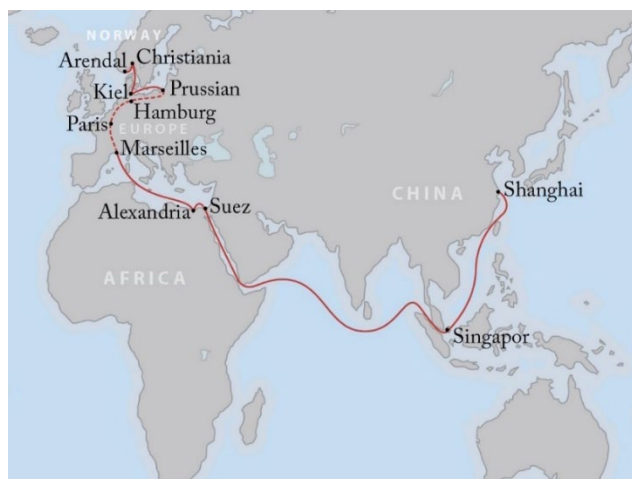 NORWAY
Arendal
Christiania
Kiel
Prussian
Hamburg
Paris
EUROPE
Marseilles
Alexandria
Suez
AFRICA
CHINA
Shanghai
Singapor